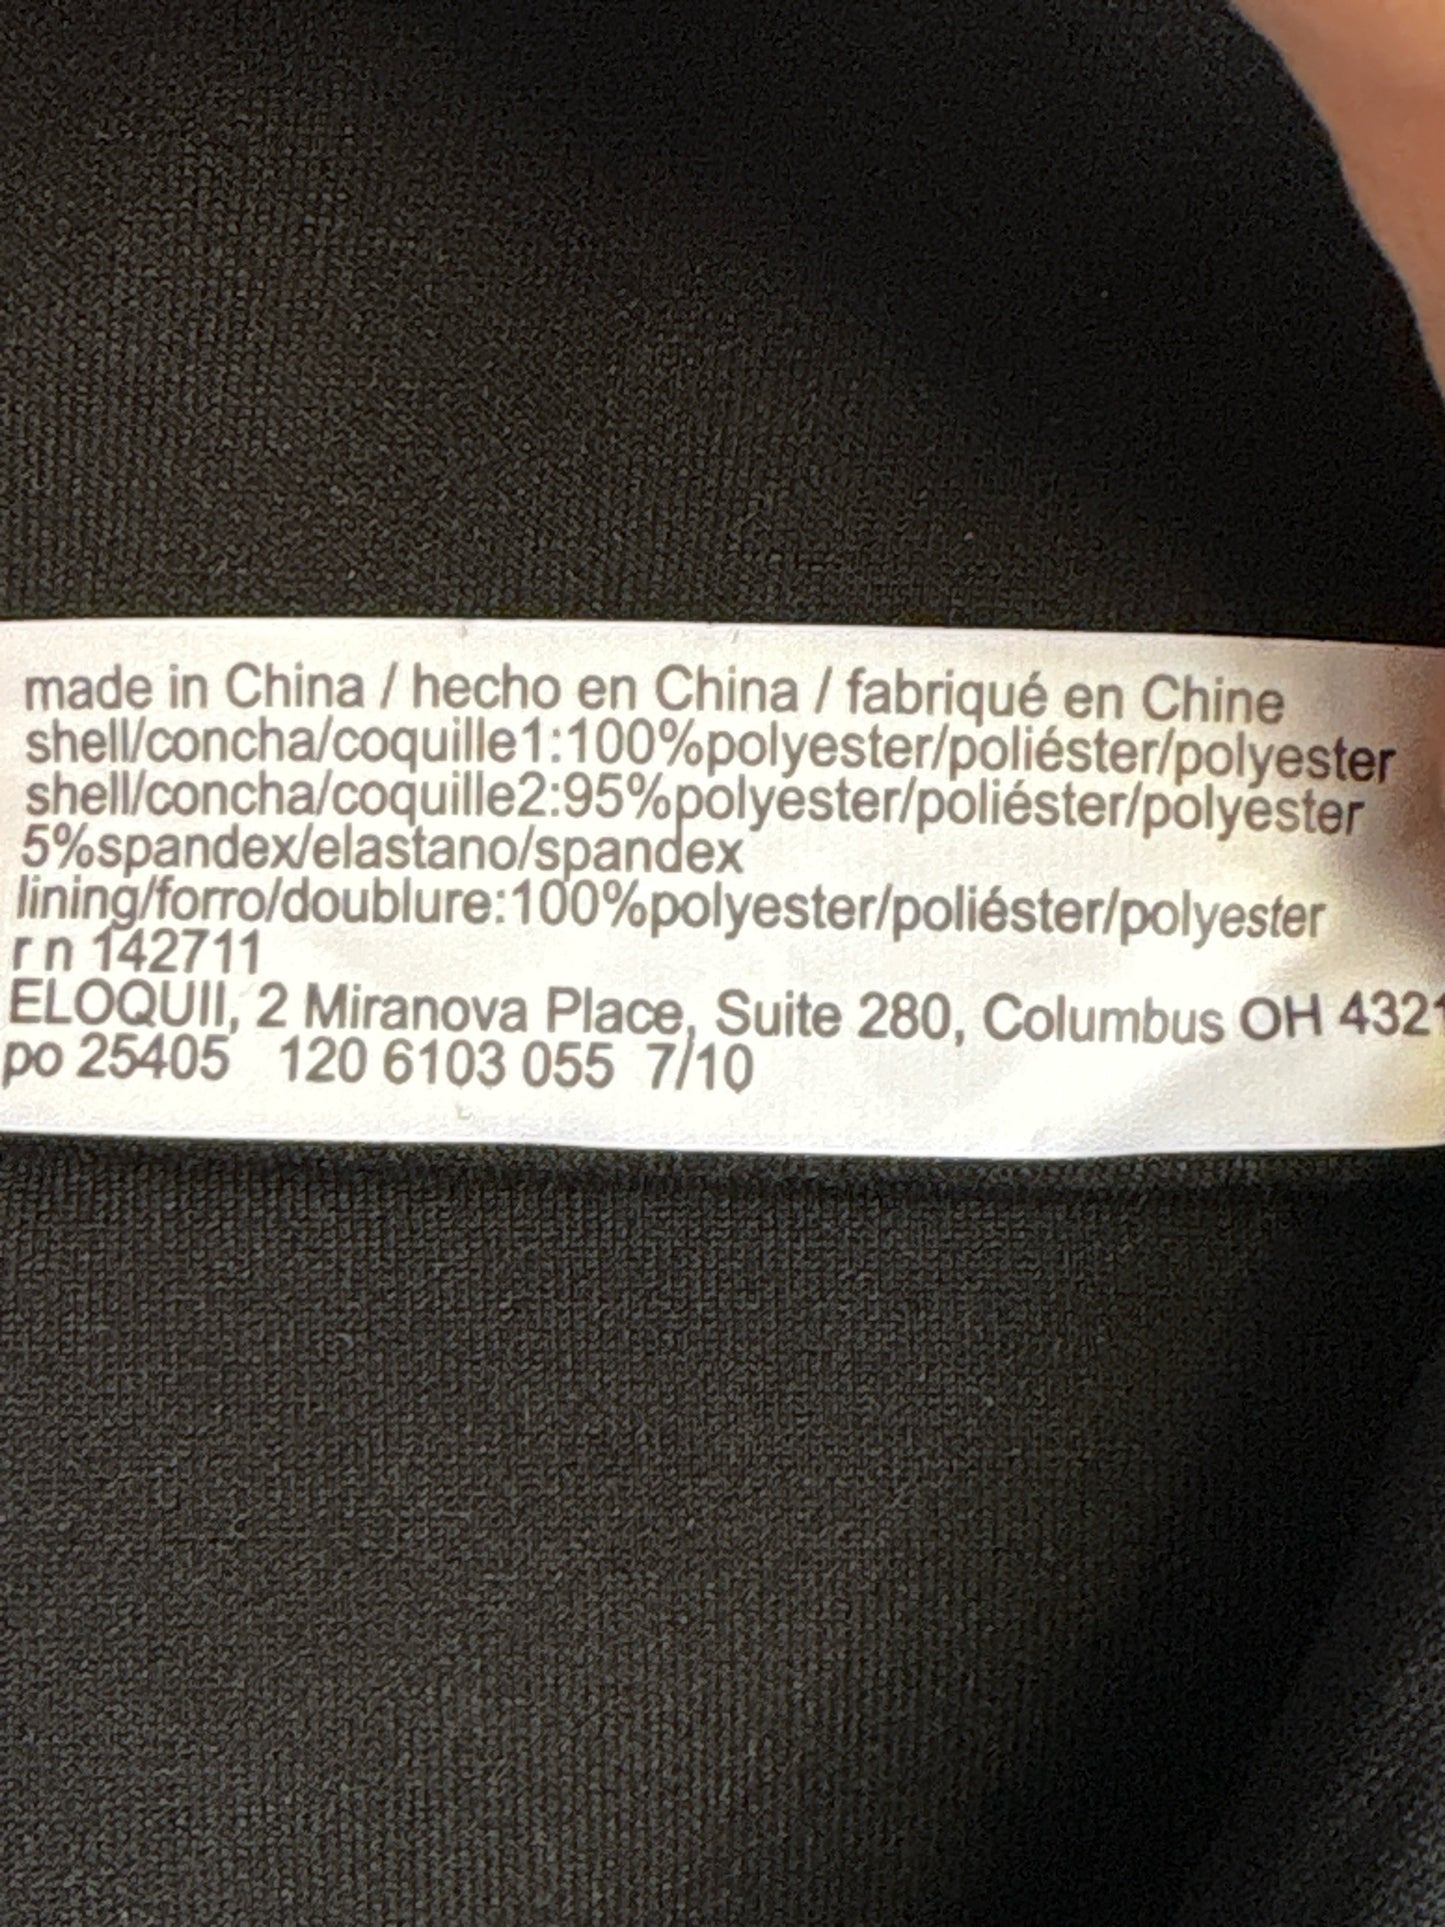 made in China / hecho en China / fabriqué en Chine
shell/concha/coquille1:100%polyester/poliéster/polyester
shell/concha/coquille2:95%polyester/poliéster/polyester
5%spandex/elastano/spandex
lining/forro/doublure:100%polyester/poliéster/polyester
r n 142711
ELOQUII, 2 Miranova Place, Suite 280, Columbus OH
po 25405 120 6103 055 7/10